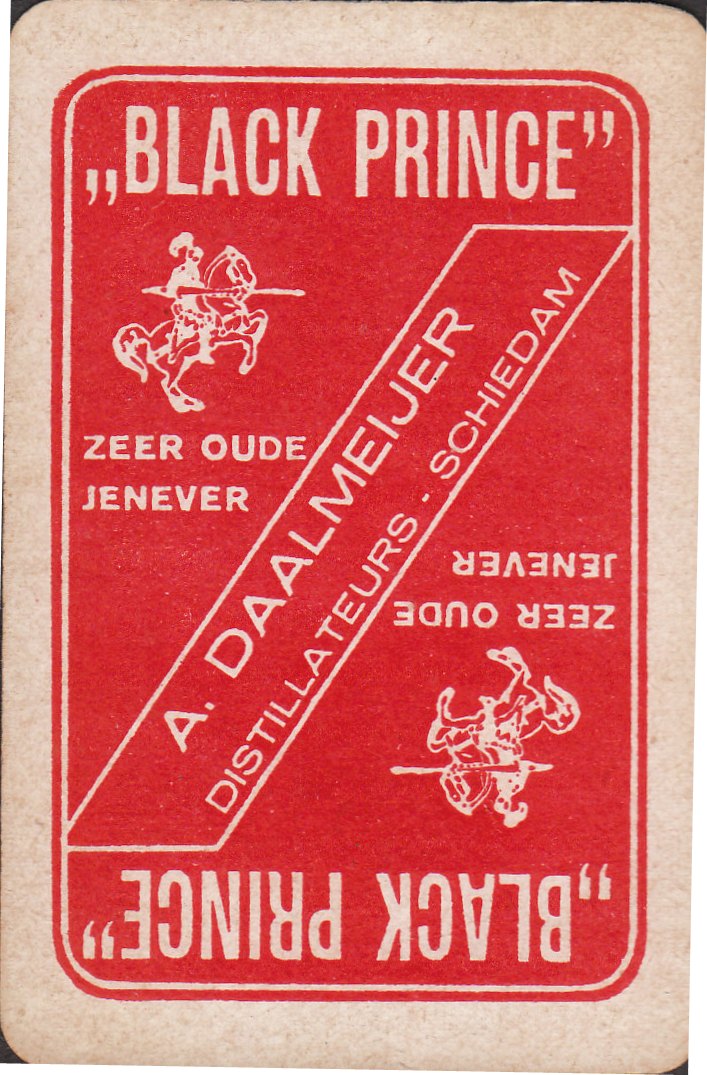 „BLACK PRINCE”
ZEER OUDE
JENEVER
A. DAALMEIJER
DISTILLATEURS - SCHIEDAM
JENEVER
ZEER OUDE
„BLACK PRINCE”